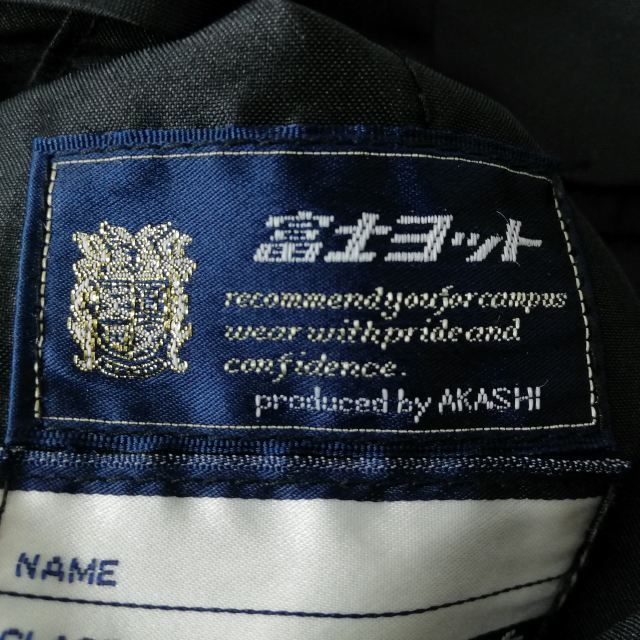 富士ヨット
recommend you for campus
wear with pride and
confidence.
produced by AKASHI
NAME